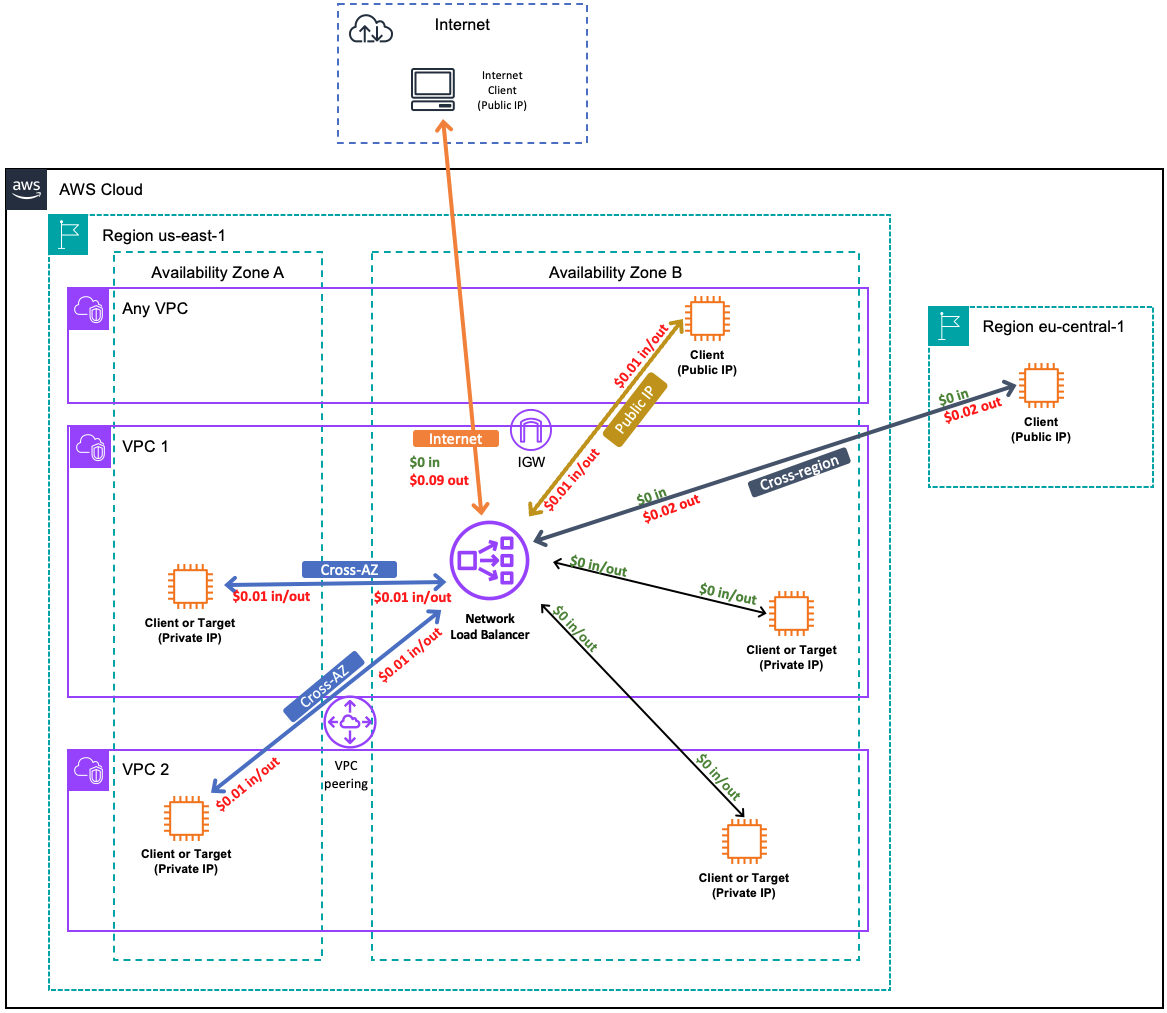 Internet
Internet
Client
(Public IP)
aws
AWS Cloud
Region us-east-1
Availability Zone A
Availability Zone B
Any VPC
$0.01 in/out
Client
(Public IP)
Public IP
$0.01 in/out
Region eu-central-1
$0 in
$0.02 out
Client
(Public IP)
VPC 1
Internet
$0 in
$0.09 out
IGW
Cross-region
$0 in
$0.02 out
Cross-AZ
$0.01 in/out
$0.01 in/out
Client or Target
(Private IP)
Network
Load Balancer
$0 in/out
$0 in/out
Client or Target
(Private IP)
$0 in/out
$0.01 in/out
Cross-AZ
VPC
peering
VPC 2
$0.01 in/out
Client or Target
(Private IP)
$0 in/out
Client or Target
(Private IP)